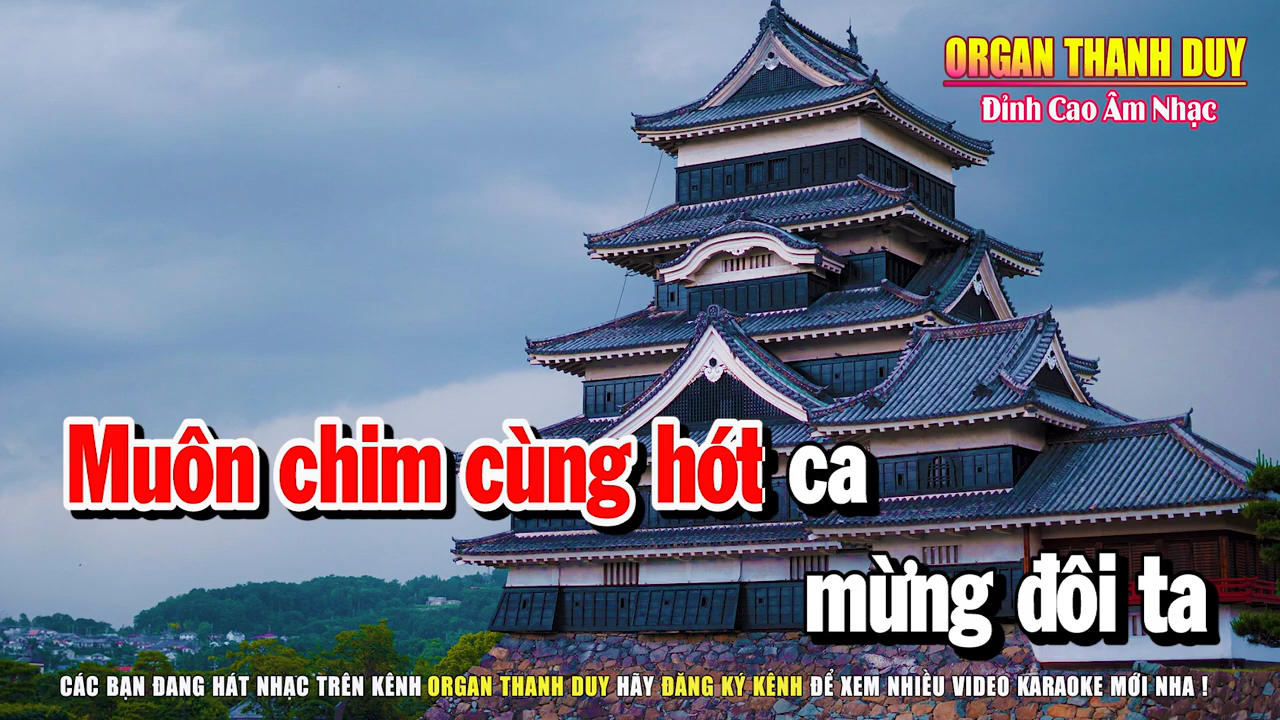 ORGAN THANH DUY
Đỉnh Cao Âm Nhạc
Muôn chim cùng hót ca
mừng đôi ta
CÁC BẠN ĐANG HÁT NHẠC TRÊN KÊNH ORGAN THANH DUY HÃY ĐĂNG KÝ KÊNH ĐỂ XEM NHIỀU VIDEO KARAOKE MỚI NHA !